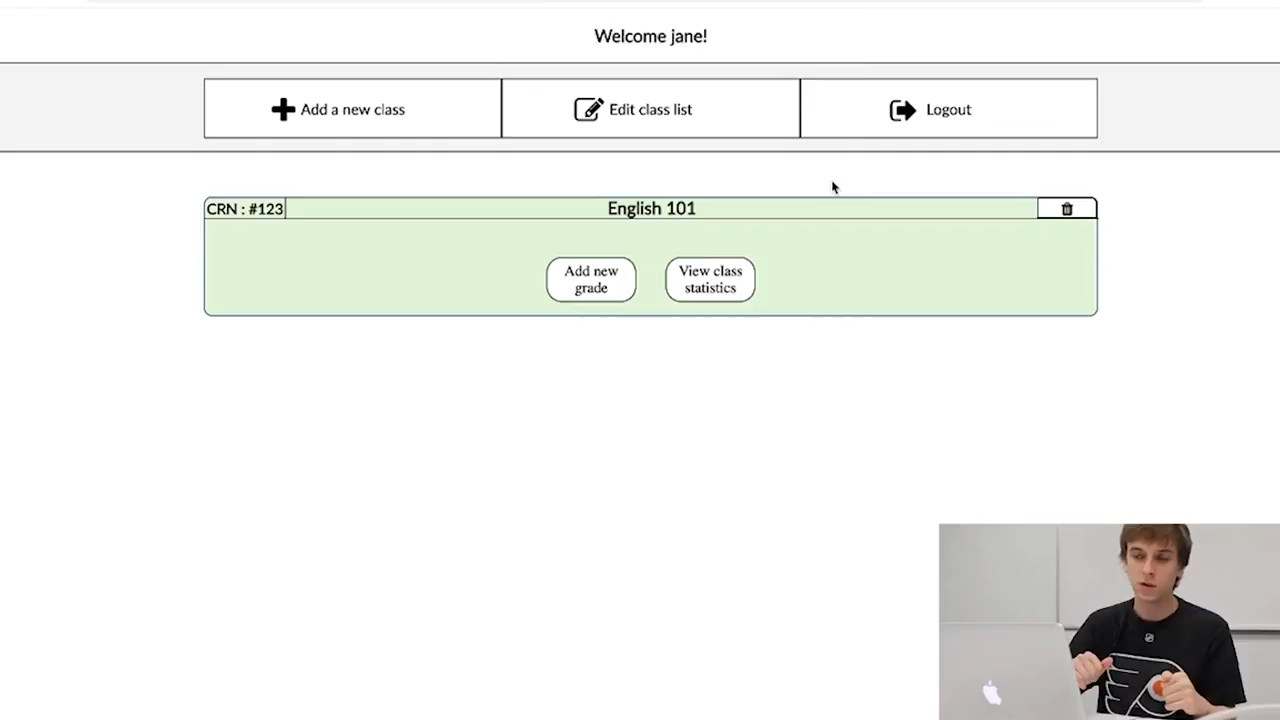 Welcome jane!
Add a new class
Edit class list
Logout
CRN : #123
English 101
Add new
grade
View class
statistics